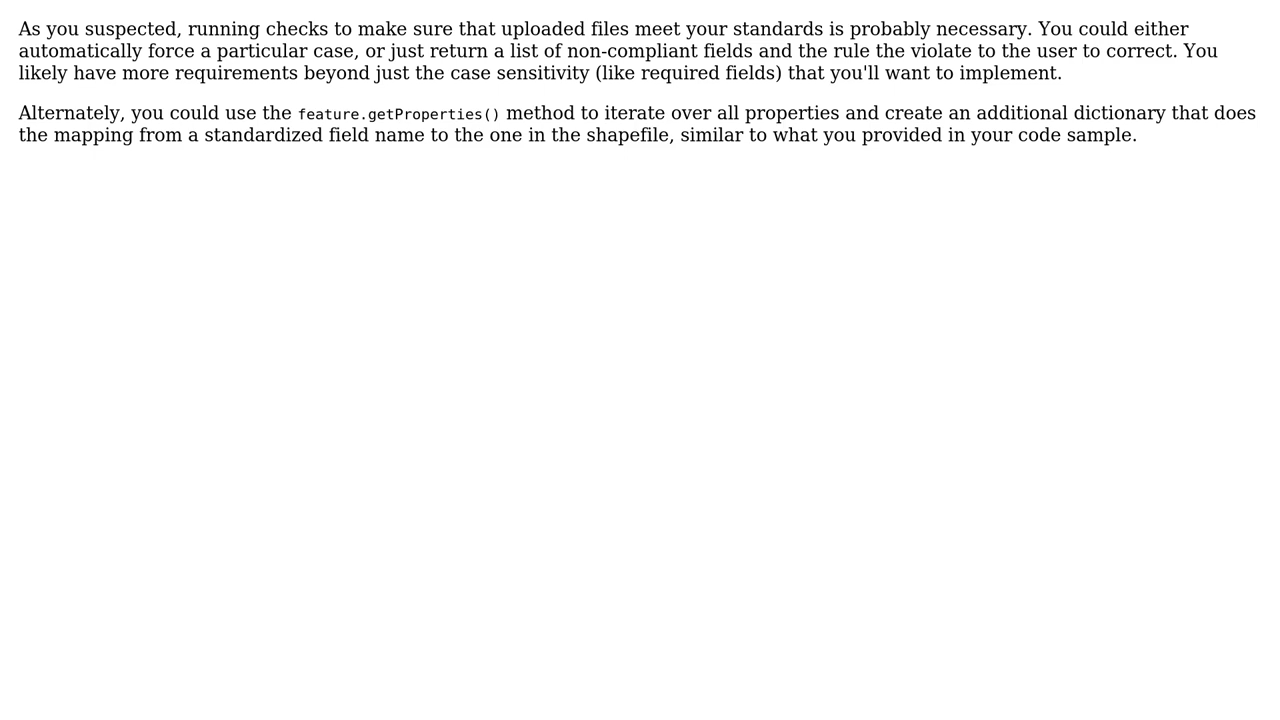 As you suspected, running checks to make sure that uploaded files meet your standards is probably necessary. You could either
automatically force a particular case, or just return a list of non-compliant fields and the rule the violate to the user to correct. You
likely have more requirements beyond just the case sensitivity (like required fields) that you'll want to implement.
Alternately, you could use the feature.getProperties() method to iterate over all properties and create an additional dictionary that does
the mapping from a standardized field name to the one in the shapefile, similar to what you provided in your code sample.